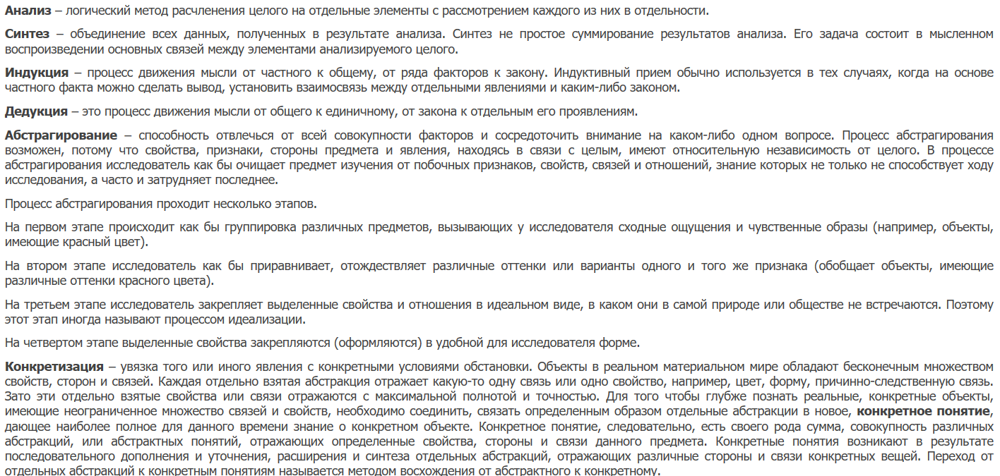 Анализ – логический метод расчленения целого на отдельные элементы с рассмотрением каждого из них в отдельности.
Синтез – объединение всех данных, полученных в результате анализа. Синтез не простое суммирование результатов анализа. Его задача состоит в мысленном
воспроизведении основных связей между элементами анализируемого целого.
Индукция – процесс движения мысли от частного к общему, от ряда факторов к закону. Индуктивный прием обычно используется в тех случаях, когда на основе
частного факта можно сделать вывод, установить взаимосвязь между отдельными явлениями и каким-либо законом.
Дедукция – это процесс движения мысли от общего к единичному, от закона к отдельным его проявлениям.
Абстрагирование – способность отвлечься от всей совокупности факторов и сосредоточить внимание на каком-либо одном вопросе. Процесс абстрагирования
возможен, потому что свойства, признаки, стороны предмета и явления, находясь в связи с целым, имеют относительную независимость от целого. В процессе
абстрагирования исследователь как бы очищает предмет изучения от побочных признаков, свойств, связей и отношений, знание которых не только не способствует ходу
исследования, а часто и затрудняет последнее.
Процесс абстрагирования проходит несколько этапов.
На первом этапе происходит как бы группировка различных предметов, вызывающих у исследователя сходные ощущения и чувственные образы (например, объекты,
имеющие красный цвет).
На втором этапе исследователь как бы приравнивает, отождествляет различные оттенки или варианты одного и того же признака (обобщает объекты, имеющие
различные оттенки красного цвета).
На третьем этапе исследователь закрепляет выделенные свойства и отношения в идеальном виде, в каком они в самой природе или обществе не встречаются. Поэтому
этот этап иногда называют процессом идеализации.
На четвертом этапе выделенные свойства закрепляются (оформляются) в удобной для исследователя форме.
Конкретизация – увязка того или иного явления с конкретными условиями обстановки. Объекты в реальном материальном мире обладают бесконечным множеством
свойств, сторон и связей. Каждая отдельно взятая абстракция отражает какую-то одну связь или одно свойство, например, цвет, форму, причинно-следственную связь.
Зато эти отдельно взятые свойства или связи отражаются с максимальной полнотой и точностью. Для того чтобы глубже познать реальные, конкретные объекты,
имеющие неограниченное множество связей и свойств, необходимо соединить, связать определенным образом отдельные абстракции в новое, конкретное понятие,
дающее наиболее полное для данного времени знание о конкретном объекте. Конкретное понятие, следовательно, есть своего рода сумма, совокупность различных
абстракций, или абстрактных понятий, отражающих определенные свойства, стороны и связи данного предмета. Конкретные понятия возникают в результате
последовательного дополнения и уточнения, расширения и синтеза отдельных абстракций, отражающих различные стороны и связи конкретных вещей. Переход от
отдельных абстракций к конкретным понятиям называется методом восхождения от абстрактного к конкретному.